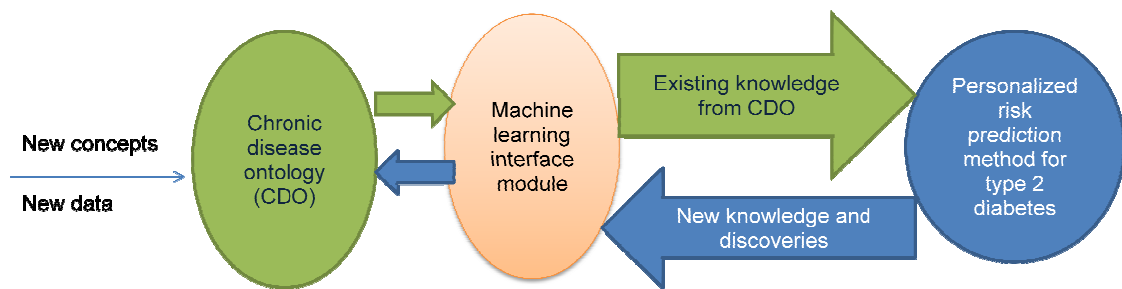 New concepts
New data
Chronic
disease
ontology
(CDO)
Machine
learning
interface
module
Existing knowledge
from CDO
New knowledge and
discoveries
Personalized
risk
prediction
method for
type 2
diabetes